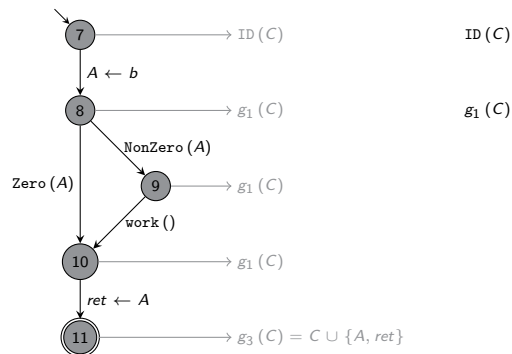 7 ID (C) ID (C)
A ← b
8 g₁ (C) g₁ (C)
NonZero (A)
Zero (A) 9 g₁ (C)
work ()
10 g₁ (C)
ret ← A
11 g₃ (C) = C ∪ {A, ret}